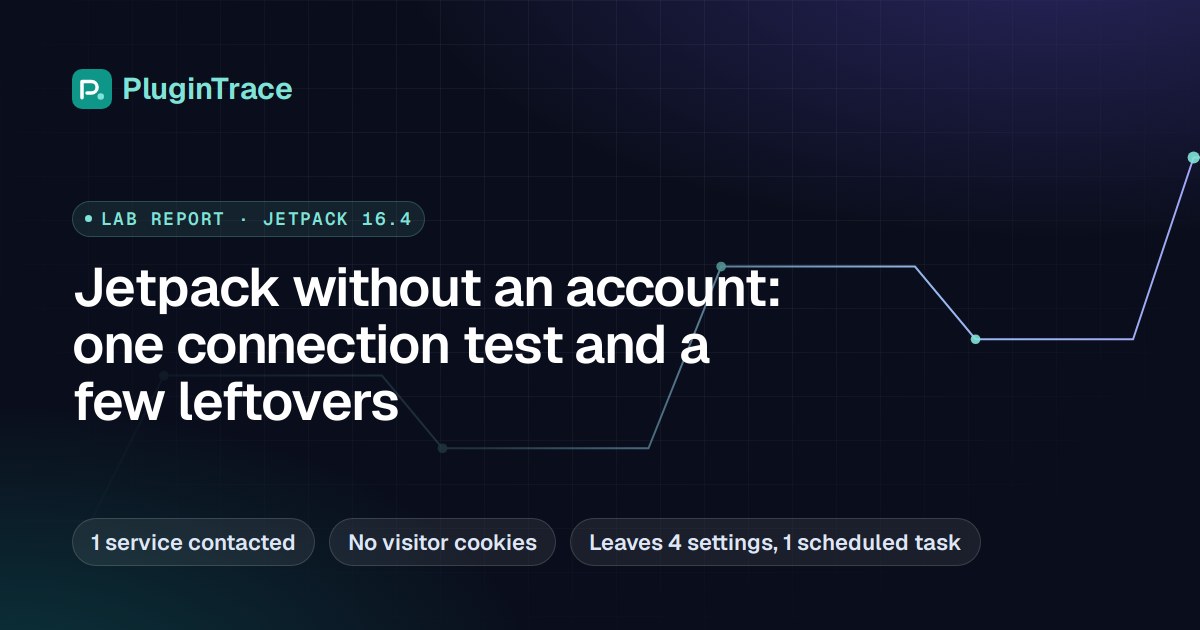 PluginTrace
LAB REPORT · JETPACK 16.4
Jetpack without an account:
one connection test and a
few leftovers
1 service contacted
No visitor cookies
Leaves 4 settings, 1 scheduled task